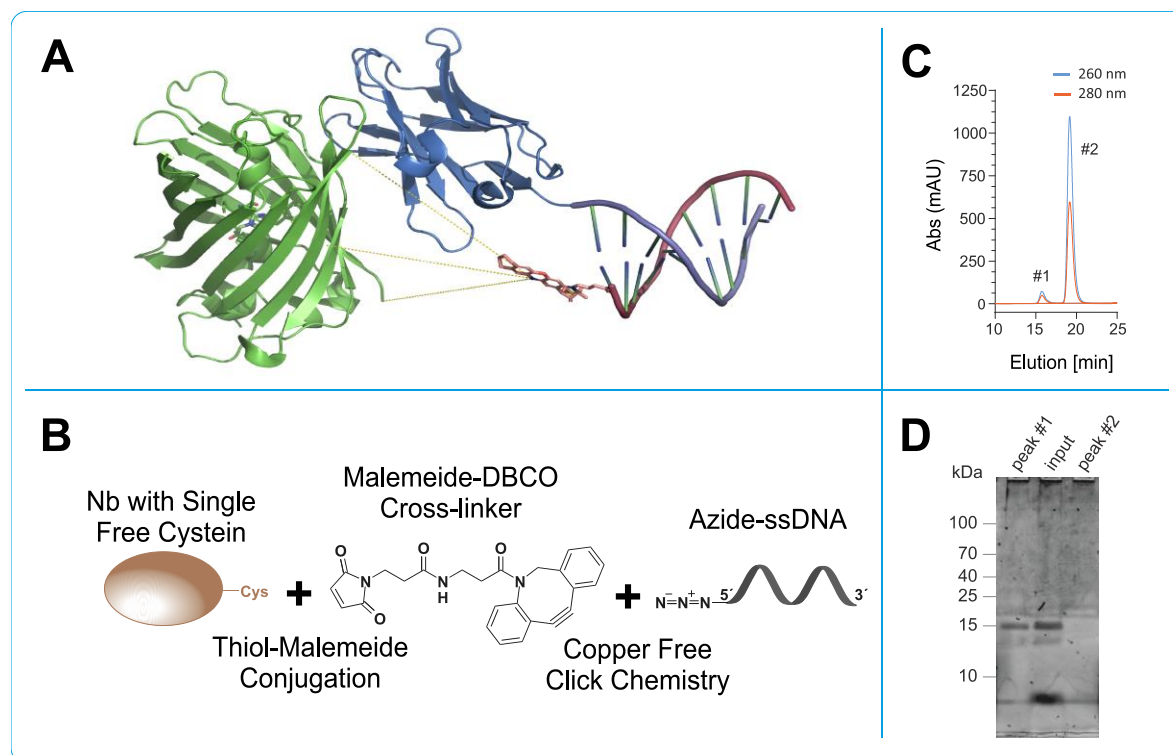 A
C
260 nm
280 nm
1250
1000
750
500
250
0
10
15
20
25
Abs (mAU)
Elution [min]
#1
#2
B
Nb with Single
Free Cystein
Cys
+
Thiol-Malemeide
Conjugation
Malemeide-DBCO
Cross-linker
O
O
N
O
N
H
O
N
+
Copper Free
Click Chemistry
Azide-ssDNA
N=N=N
–
+
5´
3´
D
peak #1
input
peak #2
kDa
100
70
40
25
15
10